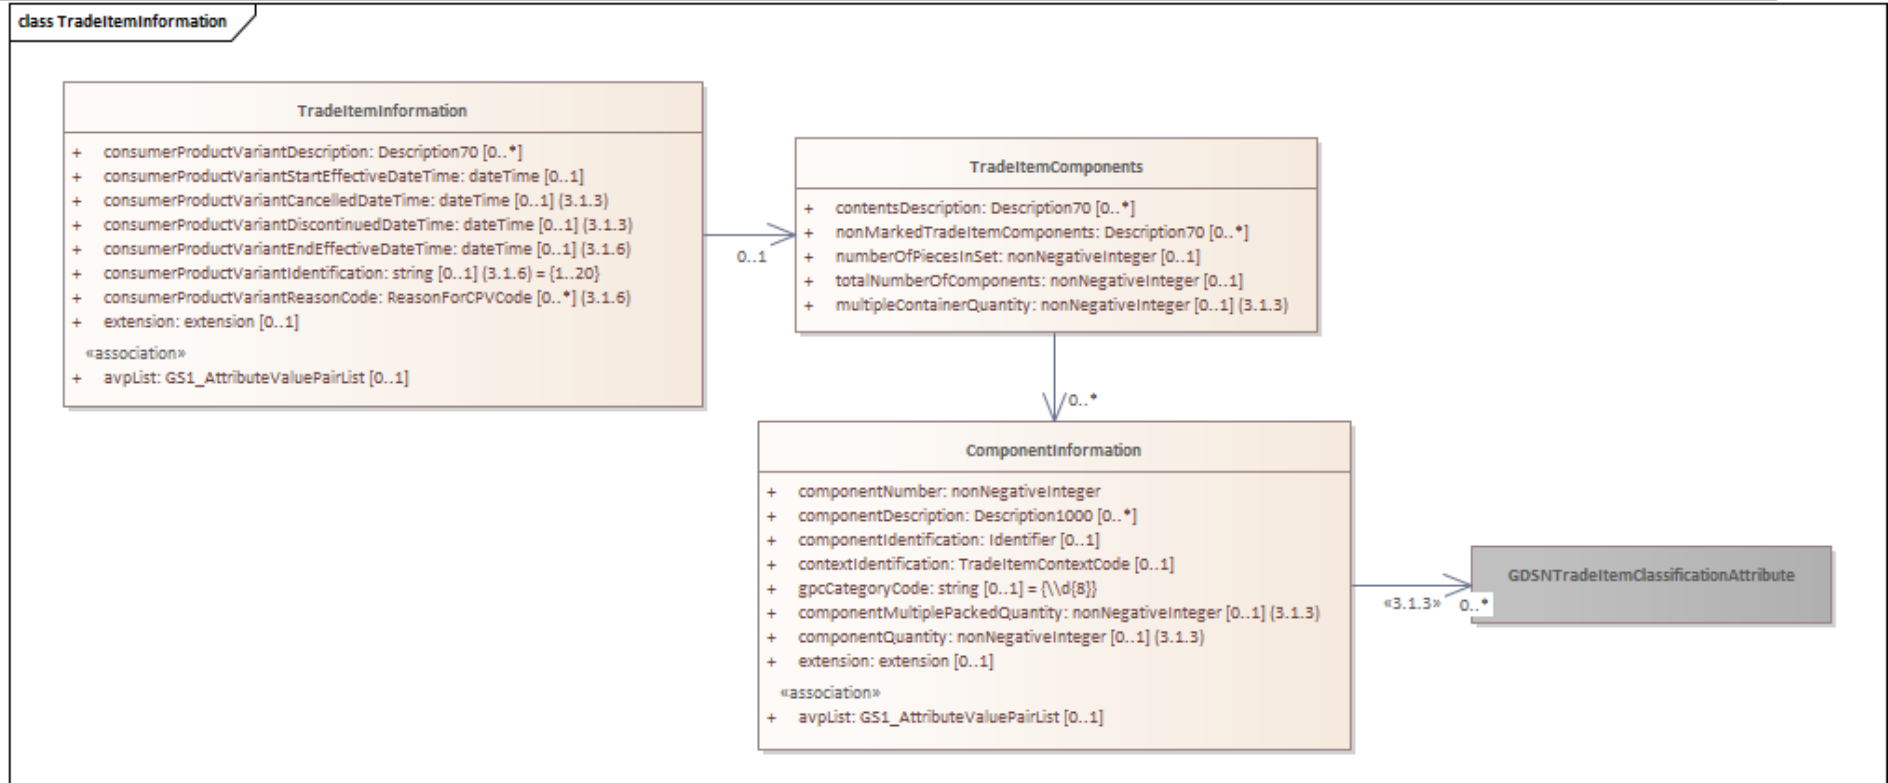 class TradeItemInformation
TradeItemInformation
+ consumerProductVariantDescription: Description70 [0..*]
+ consumerProductVariantStartEffectiveDateTime: dateTime [0..1]
+ consumerProductVariantCancelledDateTime: dateTime [0..1] (3.1.3)
+ consumerProductVariantDiscontinuedDateTime: dateTime [0..1] (3.1.3)
+ consumerProductVariantEndEffectiveDateTime: dateTime [0..1] (3.1.6)
+ consumerProductVariantIdentification: string [0..1] (3.1.6) = {1..20}
+ consumerProductVariantReasonCode: ReasonForCPVCode [0..*] (3.1.6)
+ extension: extension [0..1]
«association»
+ avpList: GS1_AttributeValuePairList [0..1]
0..1
TradeItemComponents
+ contentsDescription: Description70 [0..*]
+ nonMarkedTradeItemComponents: Description70 [0..*]
+ numberOfPiecesInSet: nonNegativeInteger [0..1]
+ totalNumberOfComponents: nonNegativeInteger [0..1]
+ multipleContainerQuantity: nonNegativeInteger [0..1] (3.1.3)
0..*
ComponentInformation
+ componentNumber: nonNegativeInteger
+ componentDescription: Description1000 [0..*]
+ componentIdentification: Identifier [0..1]
+ contextIdentification: TradeItemContextCode [0..1]
+ gpcCategoryCode: string [0..1] = {\\d{8}}
+ componentMultiplePackedQuantity: nonNegativeInteger [0..1] (3.1.3)
+ componentQuantity: nonNegativeInteger [0..1] (3.1.3)
+ extension: extension [0..1]
«association»
+ avpList: GS1_AttributeValuePairList [0..1]
«3.1.3» 0..*
GDSNTradeItemClassificationAttribute